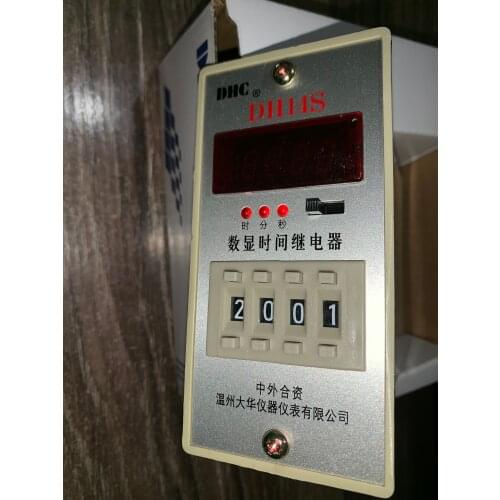 DHC ®
DH14S
时 分 秒
数显时间继电器
2 0 0 1
中外合资
温州大华仪器仪表有限公司